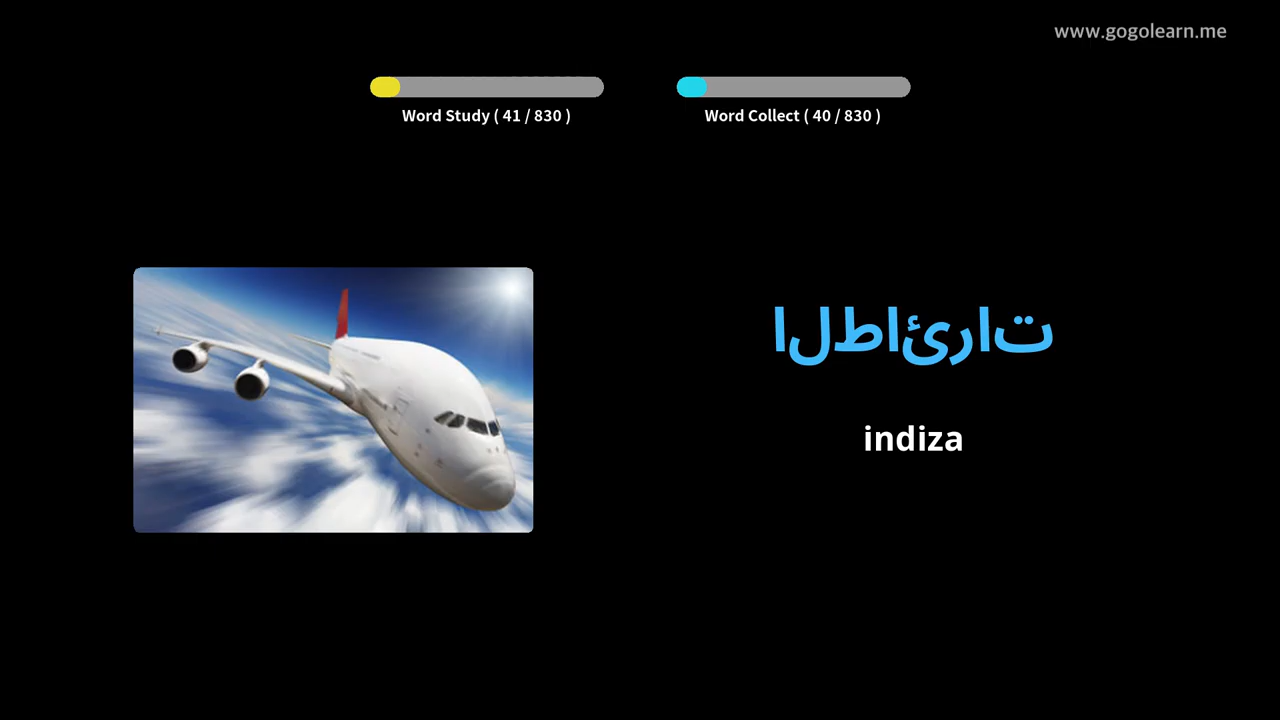 www.gogolearn.me
Word Study ( 41 / 830 )
Word Collect ( 40 / 830 )
الطائرات
indiza